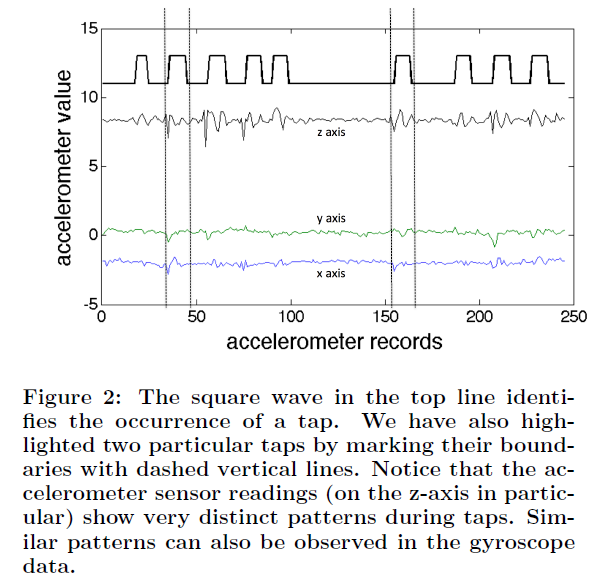 15
10
5
0
-5
accelerometer value
z axis
y axis
x axis
0 50 100 150 200 250
accelerometer records
Figure 2: The square wave in the top line identi-
fies the occurrence of a tap. We have also high-
lighted two particular taps by marking their bound-
aries with dashed vertical lines. Notice that the ac-
celerometer sensor readings (on the z-axis in partic-
ular) show very distinct patterns during taps. Sim-
ilar patterns can also be observed in the gyroscope
data.